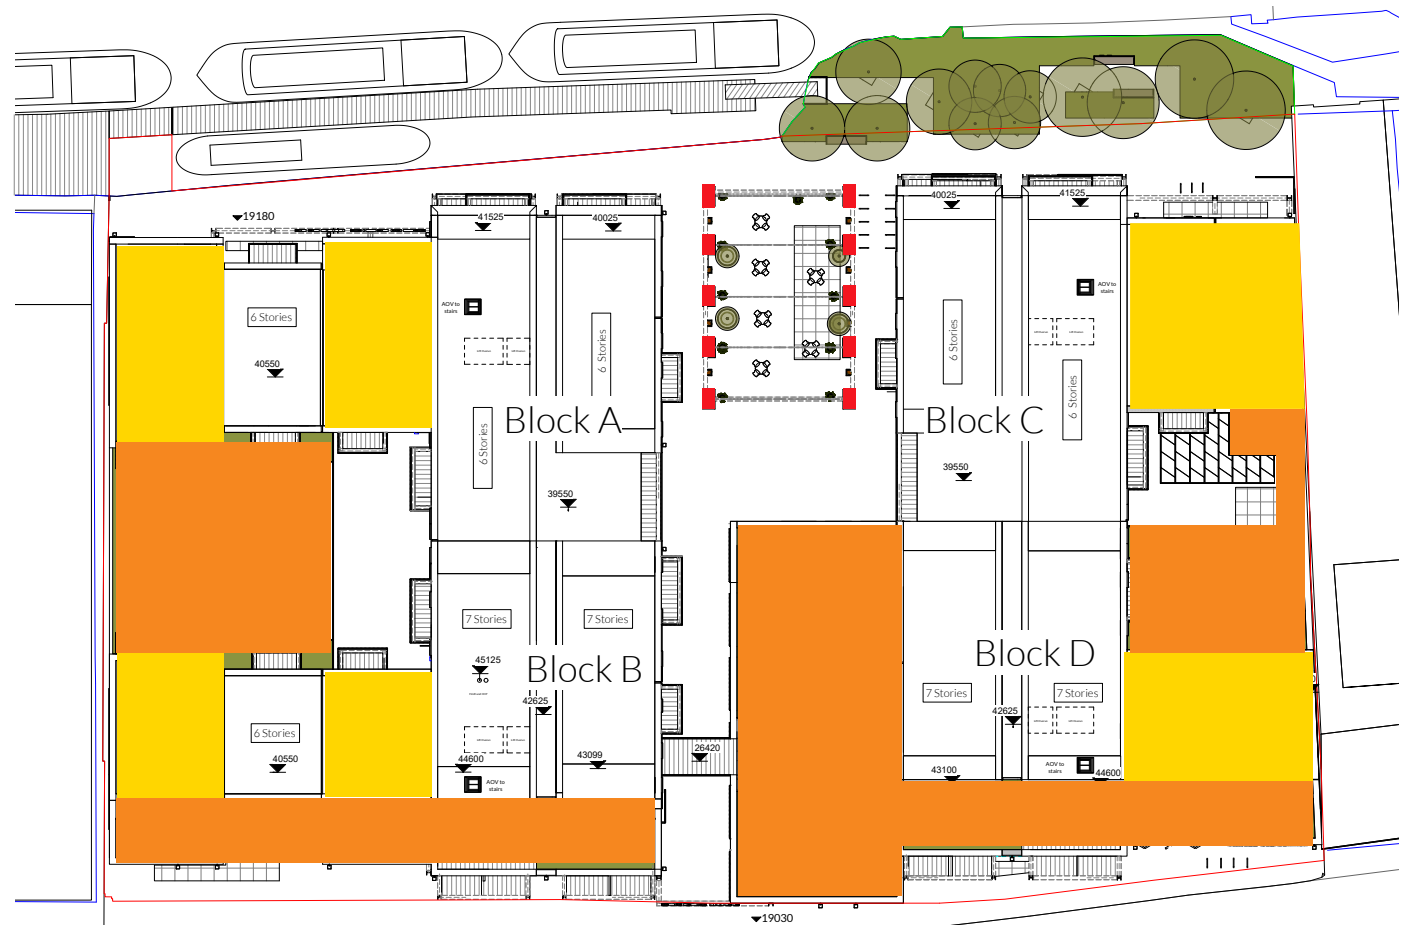 19180
41525
40025
40025
41525
AOV to
stairs
AOV to
stairs
6 Stories
6 Stories
6 Stories
6 Stories
40550
6 Stories
Block A
Block C
39550
39550
7 Stories
7 Stories
45125
Block B
Block D
7 Stories
7 Stories
42625
42625
6 Stories
26420
40550
44600
43099
43100
AOV to
stairs
44600
AOV to
stairs
19030